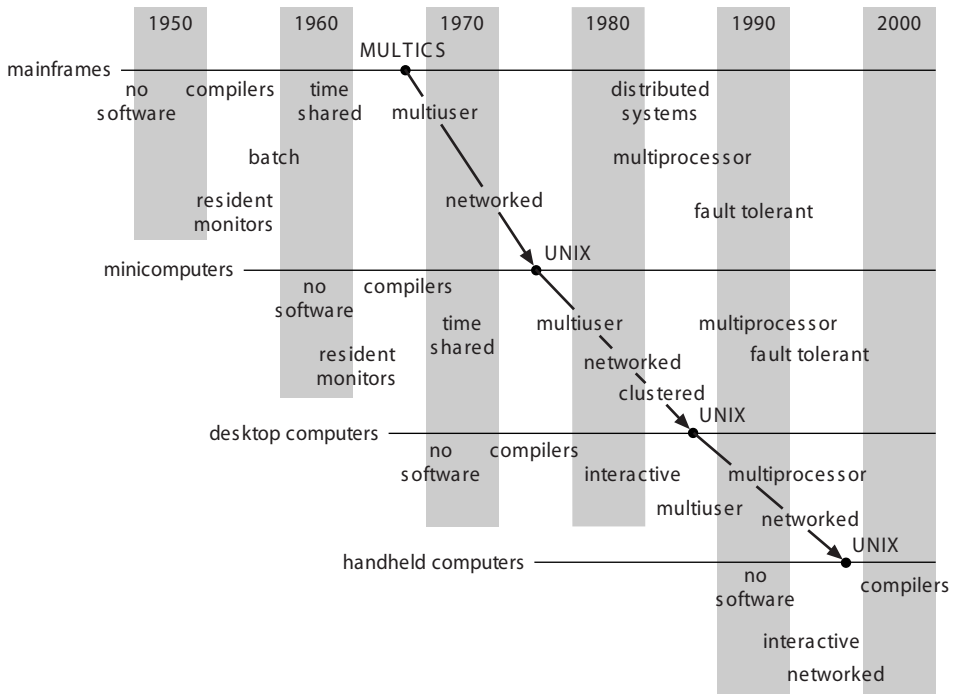 1950 1960 1970 1980 1990 2000
MULTICS
mainframes
no compilers time distributed
software shared multiuser systems
batch multiprocessor
resident networked
monitors fault tolerant
UNIX
minicomputers
no compilers
software
time multiuser multiprocessor
shared
resident networked fault tolerant
monitors
clustered
UNIX
desktop computers
no compilers
software interactive multiprocessor
multiuser networked
UNIX
handheld computers
no compilers
software
interactive
networked